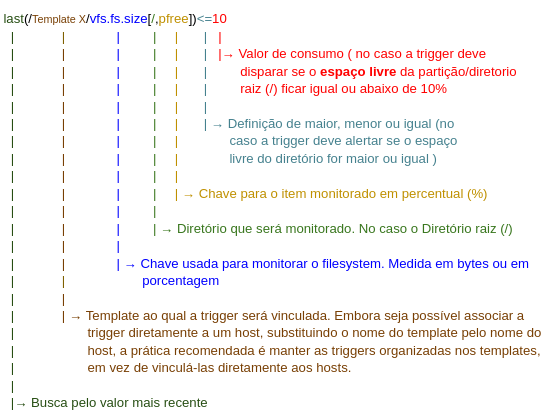 last(/Template X/vfs.fs.size[/,pfree])<=10
→ Valor de consumo ( no caso a trigger deve
disparar se o espaço livre da partição/diretorio
raiz (/) ficar igual ou abaixo de 10%
→ Definição de maior, menor ou igual (no
caso a trigger deve alertar se o espaço
livre do diretório for maior ou igual )
→ Chave para o item monitorado em percentual (%)
→ Diretório que será monitorado. No caso o Diretório raiz (/)
→ Chave usada para monitorar o filesystem. Medida em bytes ou em
porcentagem
→ Template ao qual a trigger será vinculada. Embora seja possível associar a
trigger diretamente a um host, substituindo o nome do template pelo nome do
host, a prática recomendada é manter as triggers organizadas nos templates,
em vez de vinculá-las diretamente aos hosts.
→ Busca pelo valor mais recente